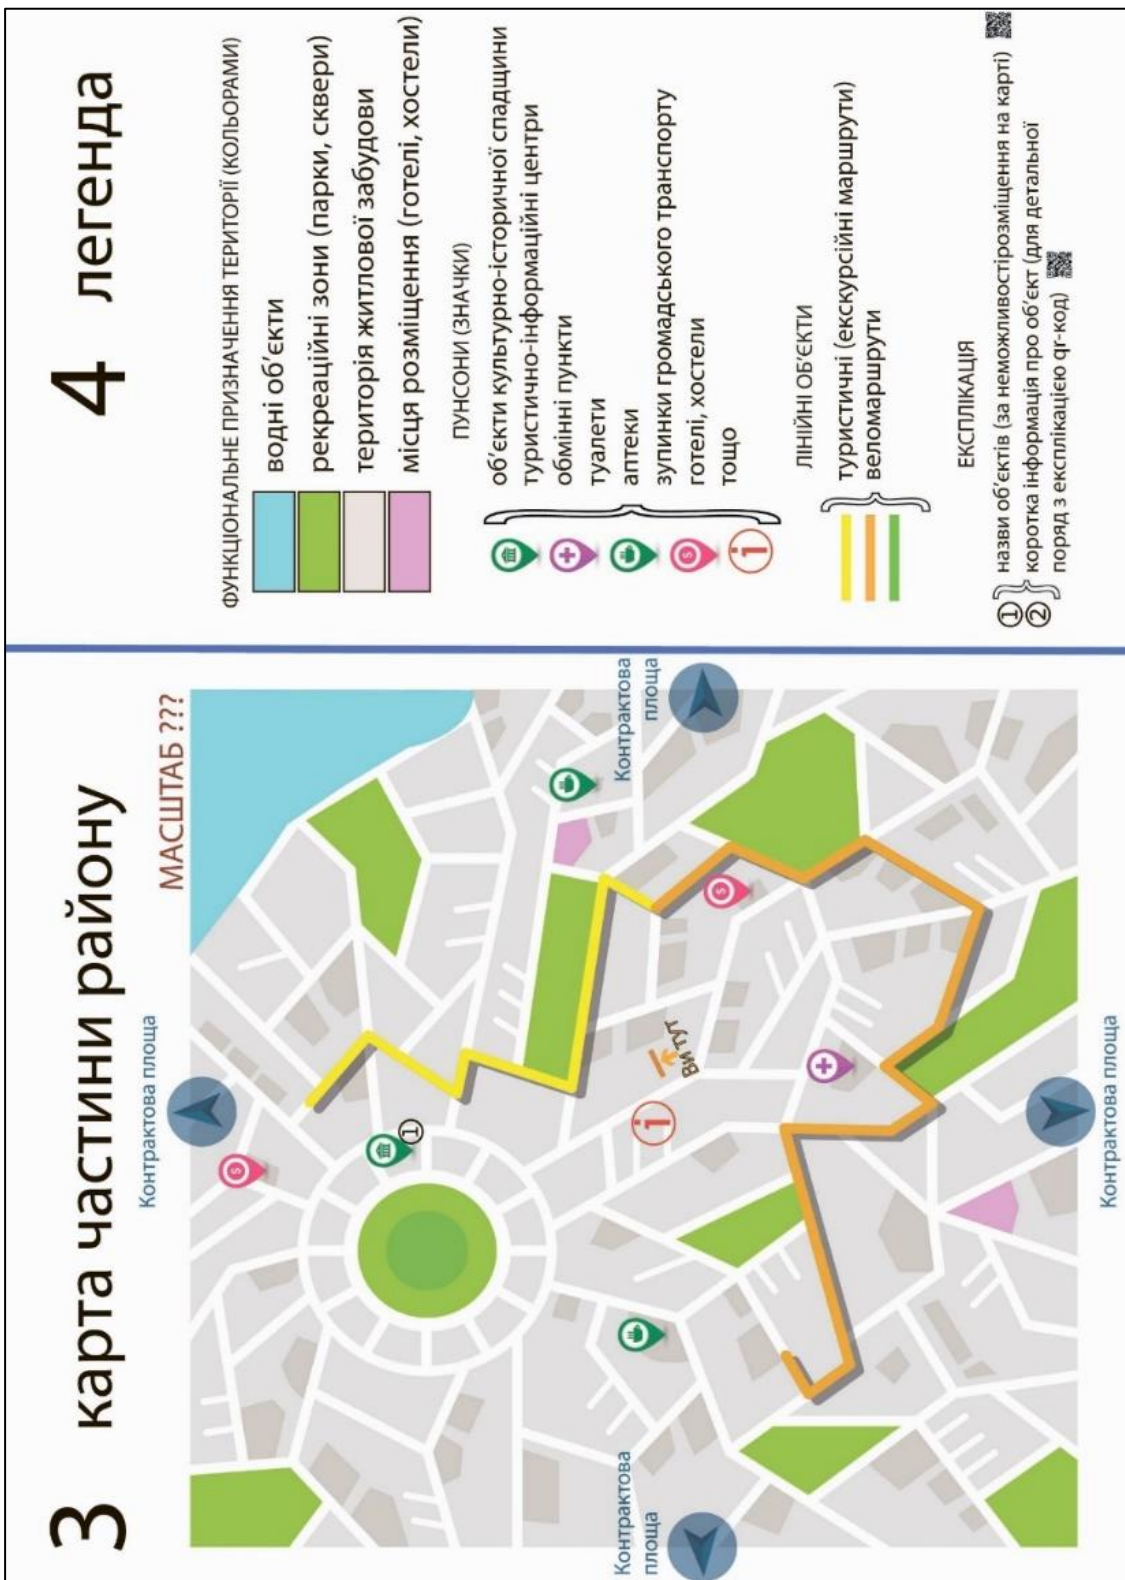 3 карта частини району
МАСШТАБ ???
Контрактова площа
Контрактова
площа
Контрактова
площа
Ви тут
1
Контрактова площа
4 легенда
ФУНКЦІОНАЛЬНЕ ПРИЗНАЧЕННЯ ТЕРИТОРІЇ (КОЛЬОРАМИ)
водні об'єкти
рекреаційні зони (парки, сквери)
територія житлової забудови
місця розміщення (готелі, хостели)
ПУНСОНИ (ЗНАЧКИ)
об'єкти культурно-історичної спадщини
туристично-інформаційні центри
обмінні пункти
туалети
аптеки
зупинки громадського транспорту
готелі, хостели
тощо
ЛІНІЙНІ ОБ'ЄКТИ
туристичні (екскурсійні маршрути)
веломаршрути
ЕКСПЛІКАЦІЯ
1 назви об'єктів (за неможливостірозміщення на карті)
2 коротка інформація про об'єкт (для детальної
поряд з експлікацією qr-код)